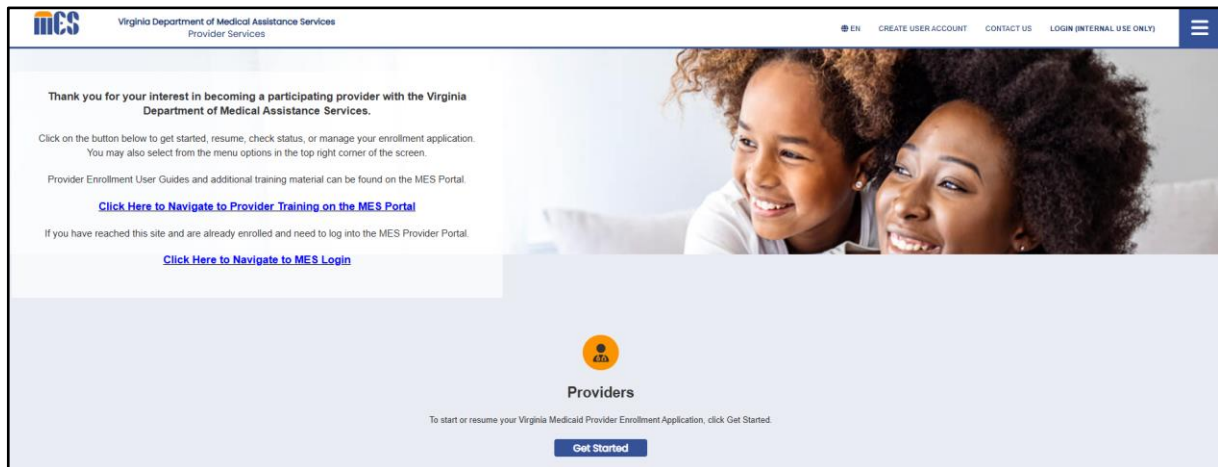 mes
Virginia Department of Medical Assistance Services
Provider Services
EN CREATE USER ACCOUNT CONTACT US LOGIN (INTERNAL USE ONLY)
Thank you for your interest in becoming a participating provider with the Virginia
Department of Medical Assistance Services.
Click on the button below to get started, resume, check status, or manage your enrollment application.
You may also select from the menu options in the top right corner of the screen.
Provider Enrollment User Guides and additional training material can be found on the MES Portal.
Click Here to Navigate to Provider Training on the MES Portal
If you have reached this site and are already enrolled and need to log into the MES Provider Portal.
Click Here to Navigate to MES Login
Providers
To start or resume your Virginia Medicaid Provider Enrollment Application, click Get Started.
Get Started